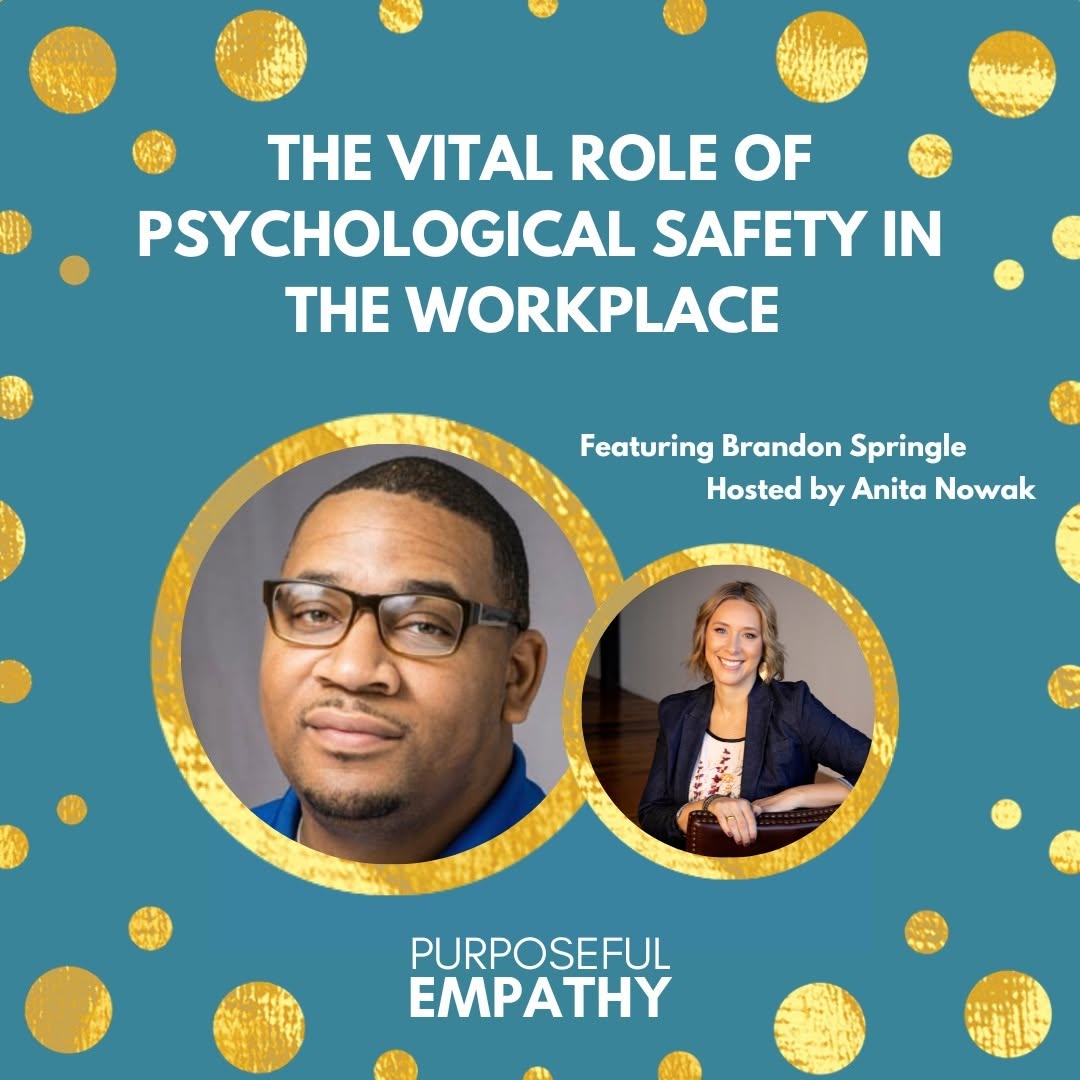 THE VITAL ROLE OF
PSYCHOLOGICAL SAFETY IN
THE WORKPLACE
Featuring Brandon Springle
Hosted by Anita Nowak
PURPOSEFUL
EMPATHY